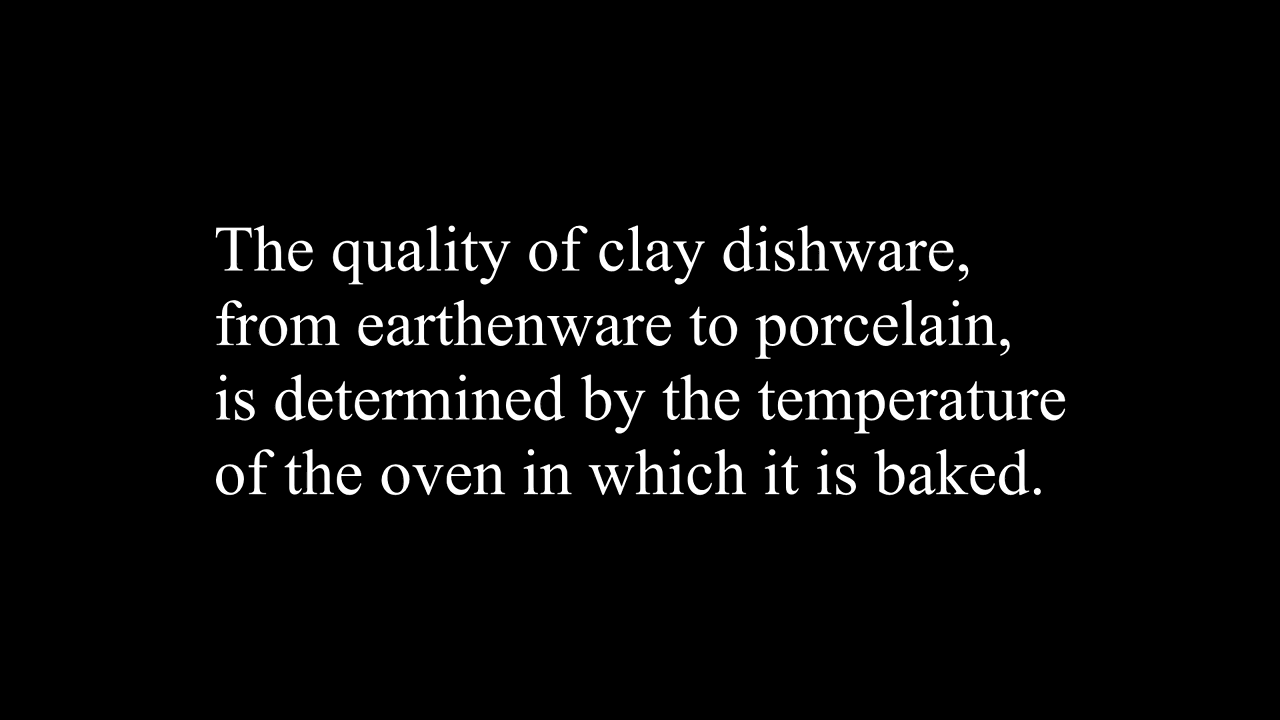 The quality of clay dishware,
from earthenware to porcelain,
is determined by the temperature
of the oven in which it is baked.